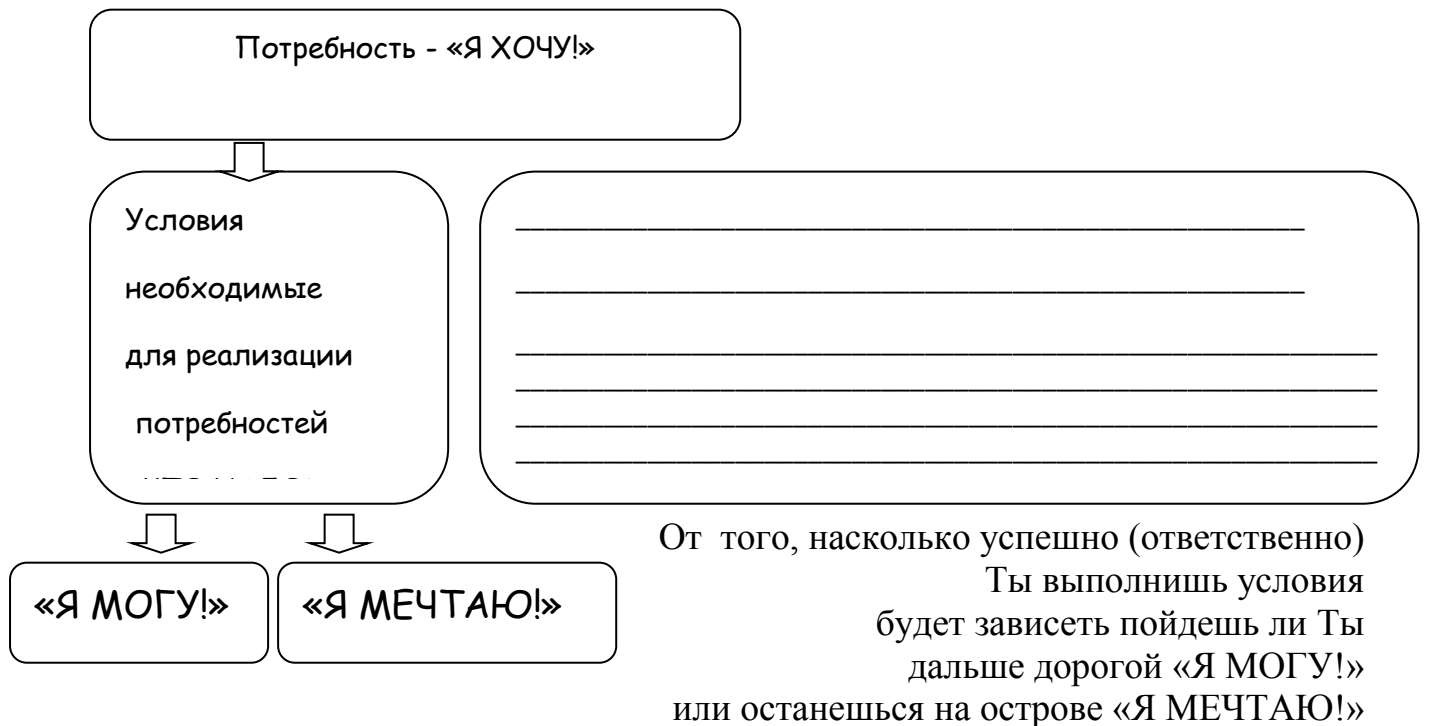 Потребность - «Я ХОЧУ!»
Условия
необходимые
для реализации
потребностей
«Я МОГУ!»
«Я МЕЧТАЮ!»
От того, насколько успешно (ответственно)
Ты выполнишь условия
будет зависеть пойдешь ли Ты
дальше дорогой «Я МОГУ!»
или останешься на острове «Я МЕЧТАЮ!»